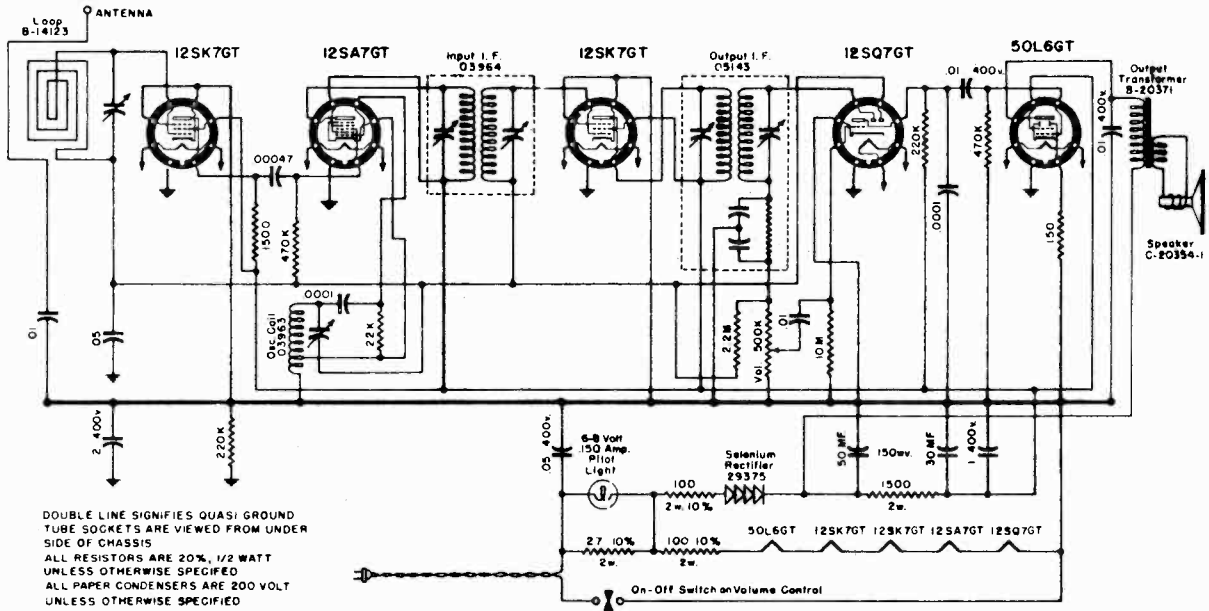 ANTENNA
Loop
B-14123
12SK7GT
12SA7GT
Input I. F.
03964
12SK7GT
Output I. F.
05143
12SQ7GT
50L6GT
Output
Transformer
B-20371
.01 400v.
.01 400v.
220K
470K
.00047
1500
470K
.0001
150
Speaker
C-20354-1
.0001
Osc. Coil
03963
22K
.01
.05
2.2M
Vol. 500K
.01
10M
.2 400v.
220K
.05 400v.
6-8 Volt
.150 Amp.
Pilot
Light
Selenium
Rectifier
29375
50 MF.
150wv.
30MF.
.1 400v.
100
2w. 10%
1500
2w.
DOUBLE LINE SIGNIFIES QUASI GROUND
TUBE SOCKETS ARE VIEWED FROM UNDER
SIDE OF CHASSIS
ALL RESISTORS ARE 20%, 1/2 WATT
UNLESS OTHERWISE SPECIFED
ALL PAPER CONDENSERS ARE 200 VOLT
UNLESS OTHERWISE SPECIFIED
27 10%
2w.
100 10%
2w.
50L6GT 12SK7GT 12SK7GT 12SA7GT 12SQ7GT
On-Off Switch on Volume Control